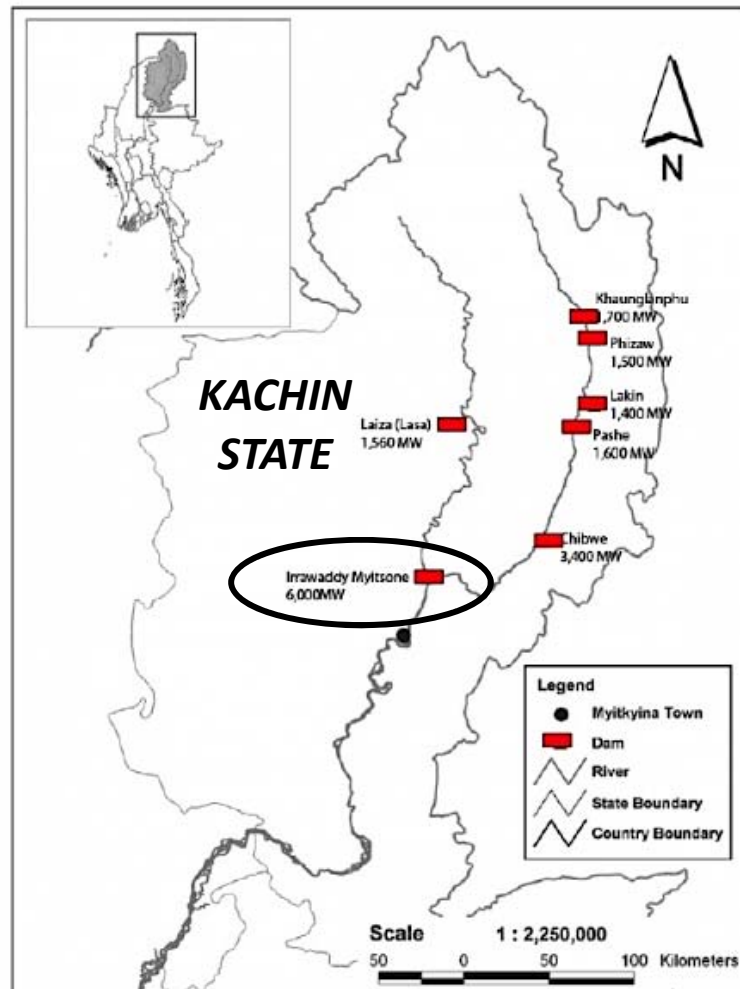 N
Khaunglanphu
1,700 MW
Phizaw
1,500 MW
KACHIN
STATE
Lakin
1,400 MW
Laiza (Lasa)
1,560 MW
Pashe
1,600 MW
Chibwe
3,400 MW
Irrawaddy Myitsone
6,000MW
Legend
Myitkyina Town
Dam
River
State Boundary
Country Boundary
Scale 1 : 2,250,000
50 0 50 100 Kilometers